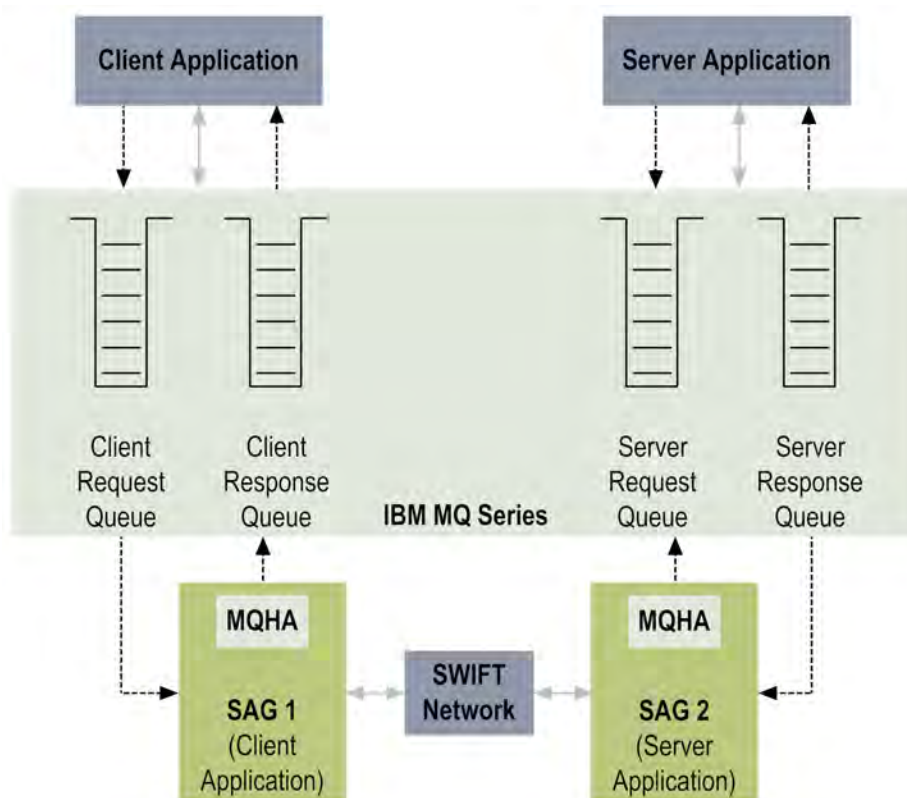 Client Application
Server Application
Client
Request
Queue
Client
Response
Queue
Server
Request
Queue
Server
Response
Queue
IBM MQ Series
MQHA
SAG 1
(Client
Application)
SWIFT
Network
MQHA
SAG 2
(Server
Application)